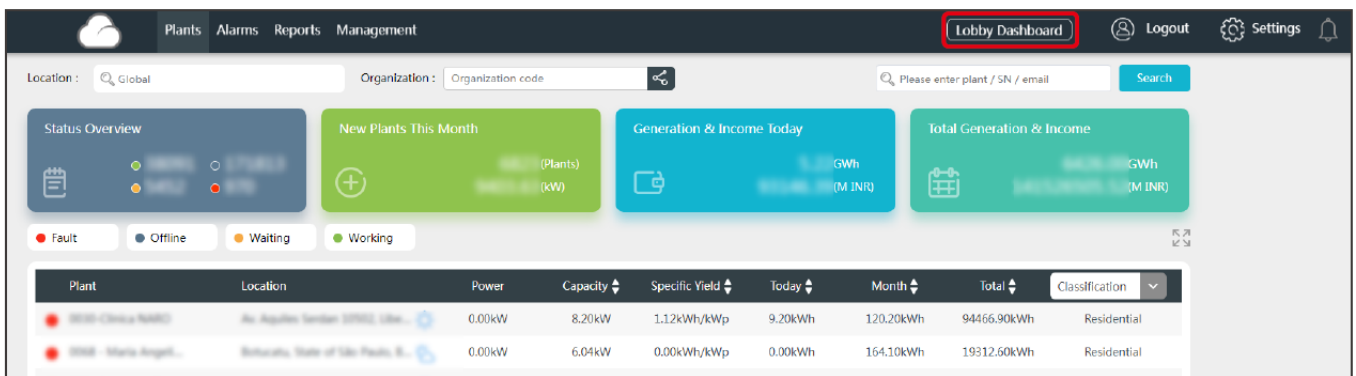 Plants Alarms Reports Management Lobby Dashboard Logout Settings
Location : Global Organization : Organization code Please enter plant / SN / email Search
Status Overview New Plants This Month Generation & Income Today Total Generation & Income
(Plants) GWh GWh
(kW) (M INR) (M INR)
Fault Offline Waiting Working
Plant Location Power Capacity Specific Yield Today Month Total Classification
0.00kW 8.20kW 1.12kWh/kWp 9.20kWh 120.20kWh 94466.90kWh Residential
0.00kW 6.04kW 0.00kWh/kWp 0.00kWh 164.10kWh 19312.60kWh Residential